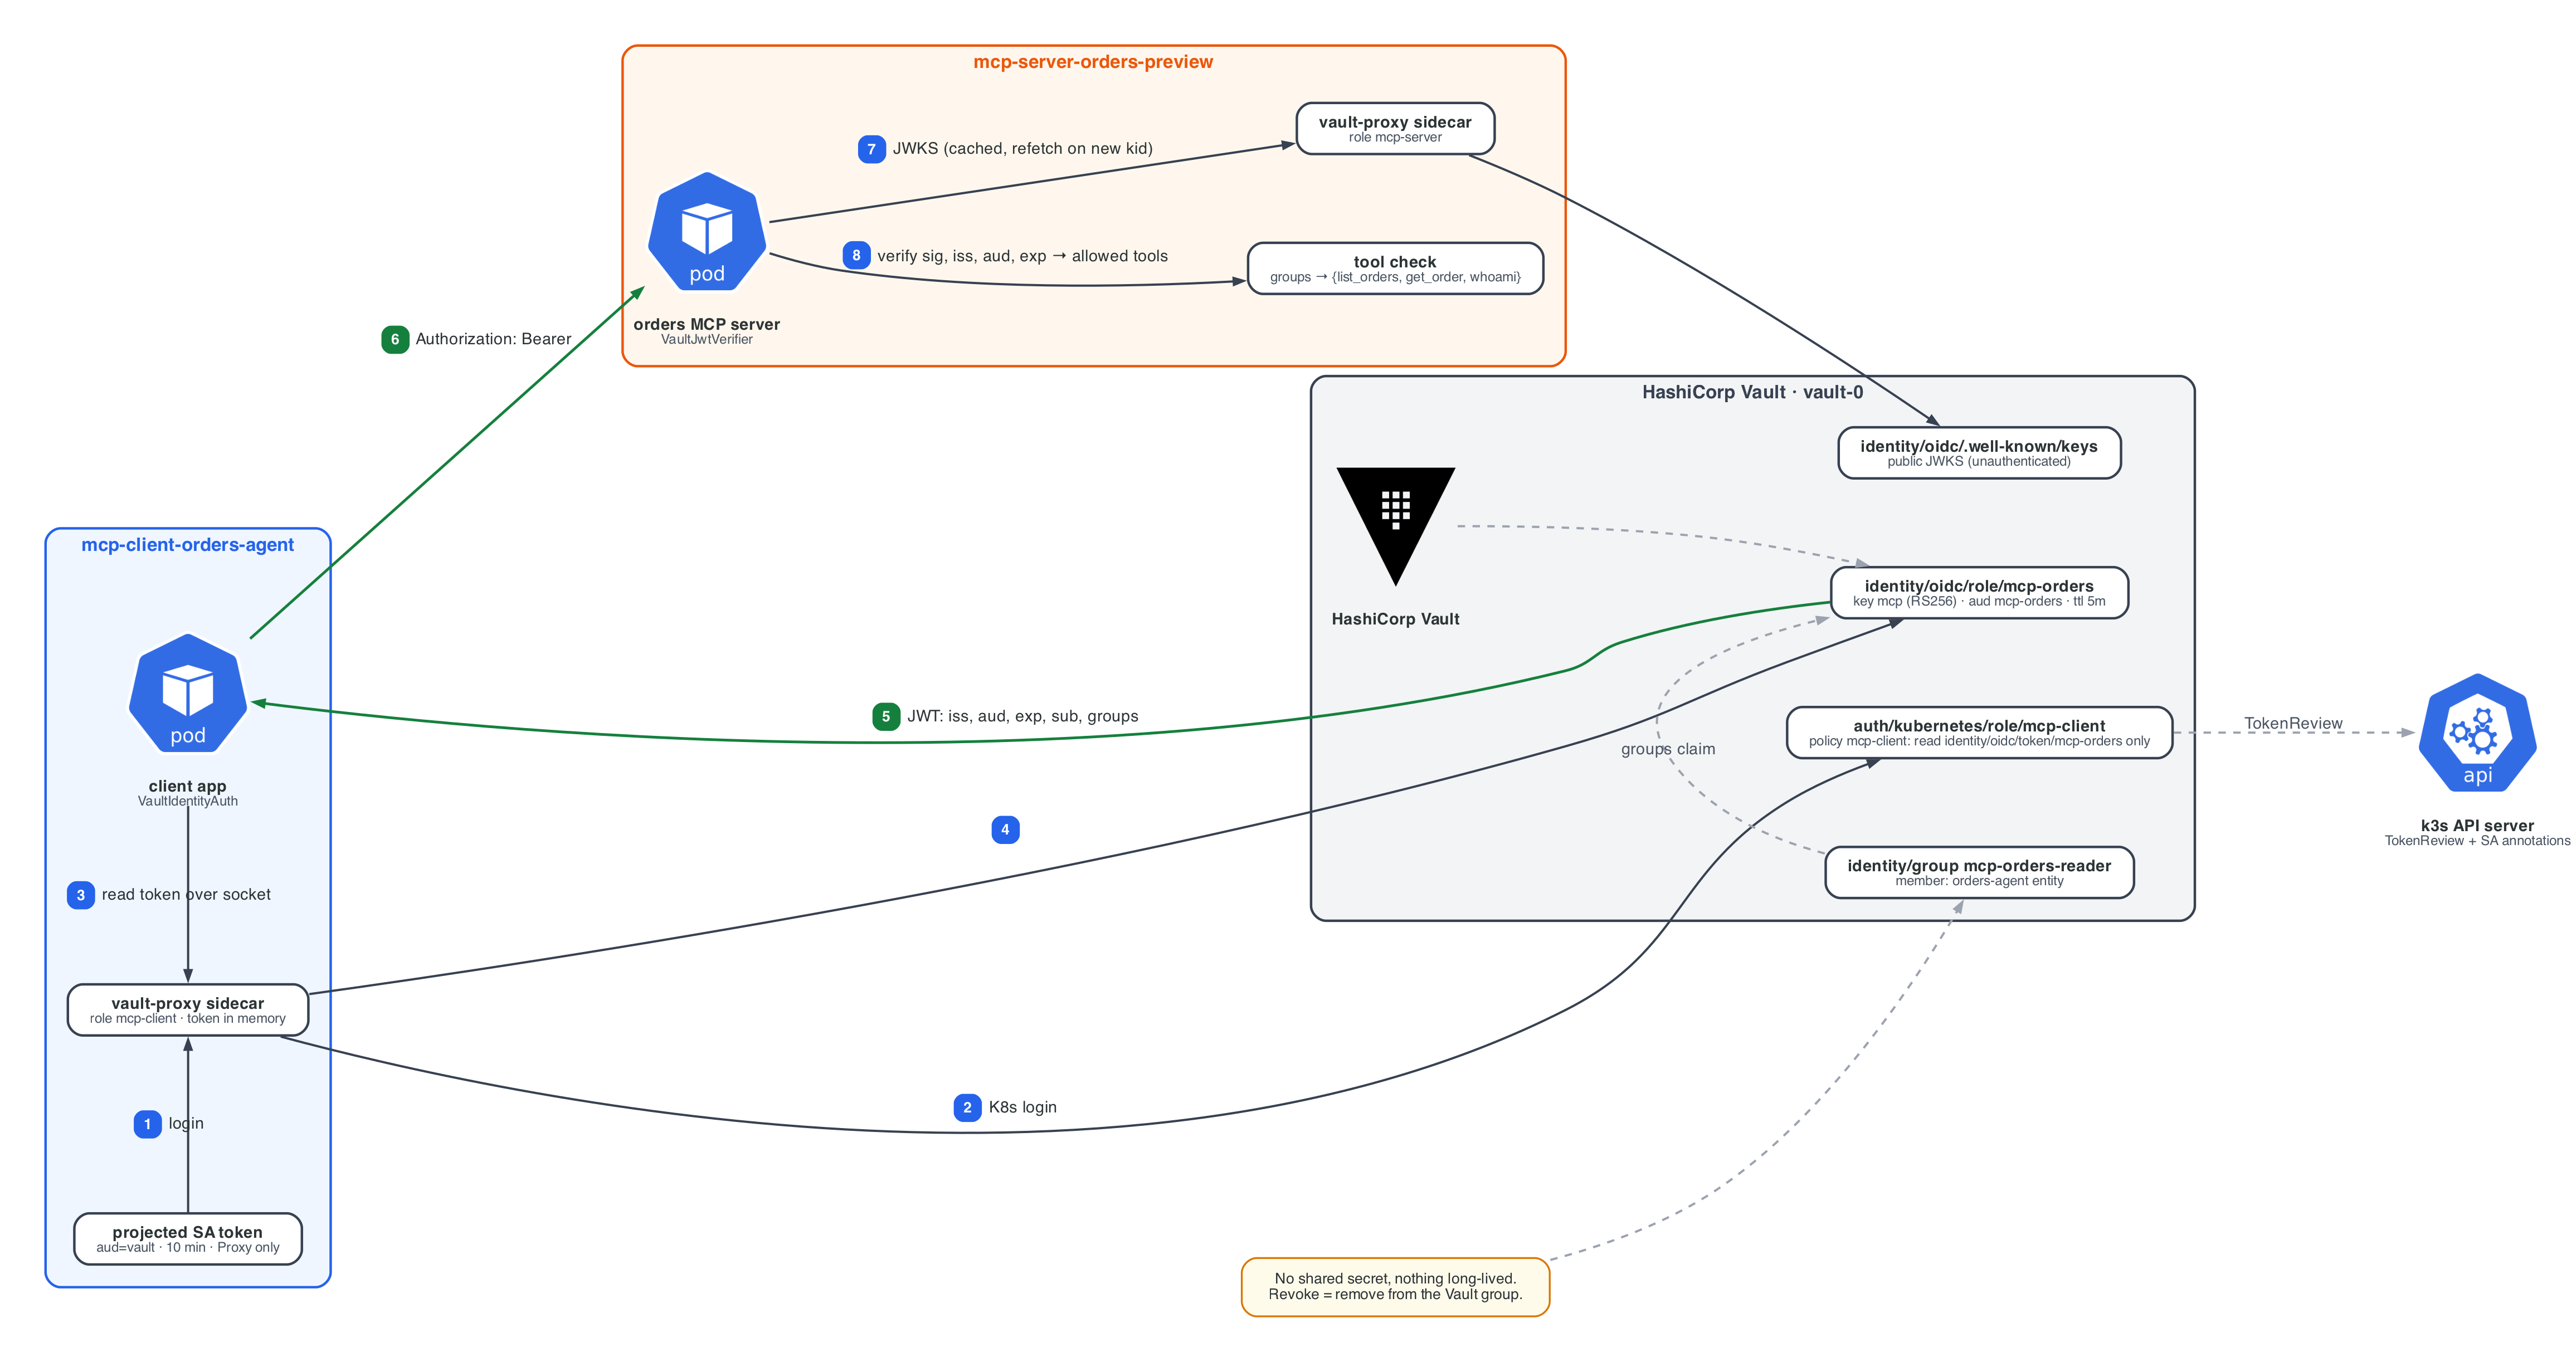 mcp-server-orders-preview
vault-proxy sidecar
role mcp-server
7 JWKS (cached, refetch on new kid)
pod
8 verify sig, iss, aud, exp → allowed tools
tool check
groups → {list_orders, get_order, whoami}
orders MCP server
VaultJwtVerifier
6 Authorization: Bearer
HashiCorp Vault · vault-0
identity/oidc/.well-known/keys
public JWKS (unauthenticated)
HashiCorp Vault
identity/oidc/role/mcp-orders
key mcp (RS256) · aud mcp-orders · ttl 5m
mcp-client-orders-agent
pod
client app
VaultIdentityAuth
5 JWT: iss, aud, exp, sub, groups
groups claim
auth/kubernetes/role/mcp-client
policy mcp-client: read identity/oidc/token/mcp-orders only
TokenReview
api
k3s API server
TokenReview + SA annotations
4
identity/group mcp-orders-reader
member: orders-agent entity
3 read token over socket
vault-proxy sidecar
role mcp-client · token in memory
2 K8s login
1 login
projected SA token
aud=vault · 10 min · Proxy only
No shared secret, nothing long-lived.
Revoke = remove from the Vault group.